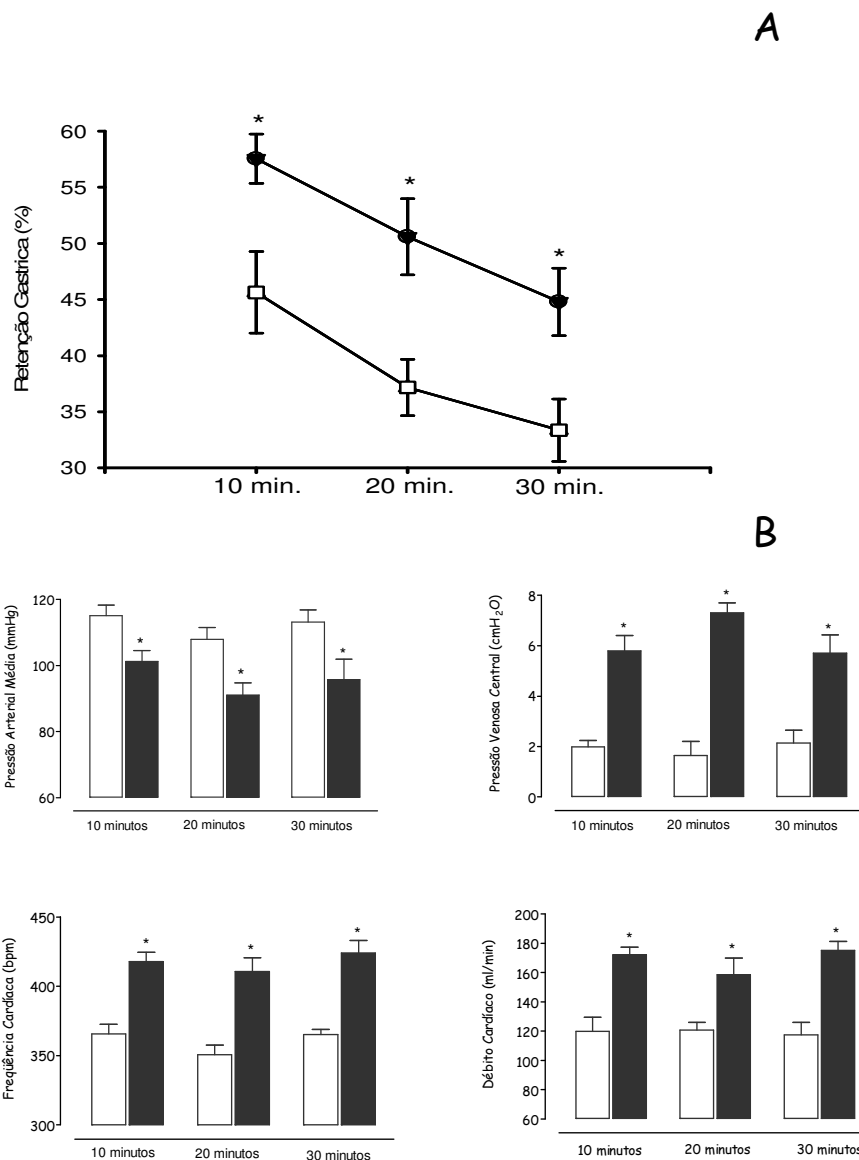 A
*
*
*
60
55
50
45
40
35
30
Retenção Gastrica (%)
10 min.
20 min.
30 min.
B
Pressão Arterial Média (mmHg)
120
100
80
60
*
*
*
10 minutos
20 minutos
30 minutos
Pressão Venosa Central (cmH2O)
8
6
4
2
0
*
*
*
10 minutos
20 minutos
30 minutos
Freqüência Cardíaca (bpm)
450
400
350
300
*
*
*
10 minutos
20 minutos
30 minutos
Débito Cardíaco (ml/min)
200
180
160
140
120
100
80
60
*
*
*
10 minutos
20 minutos
30 minutos